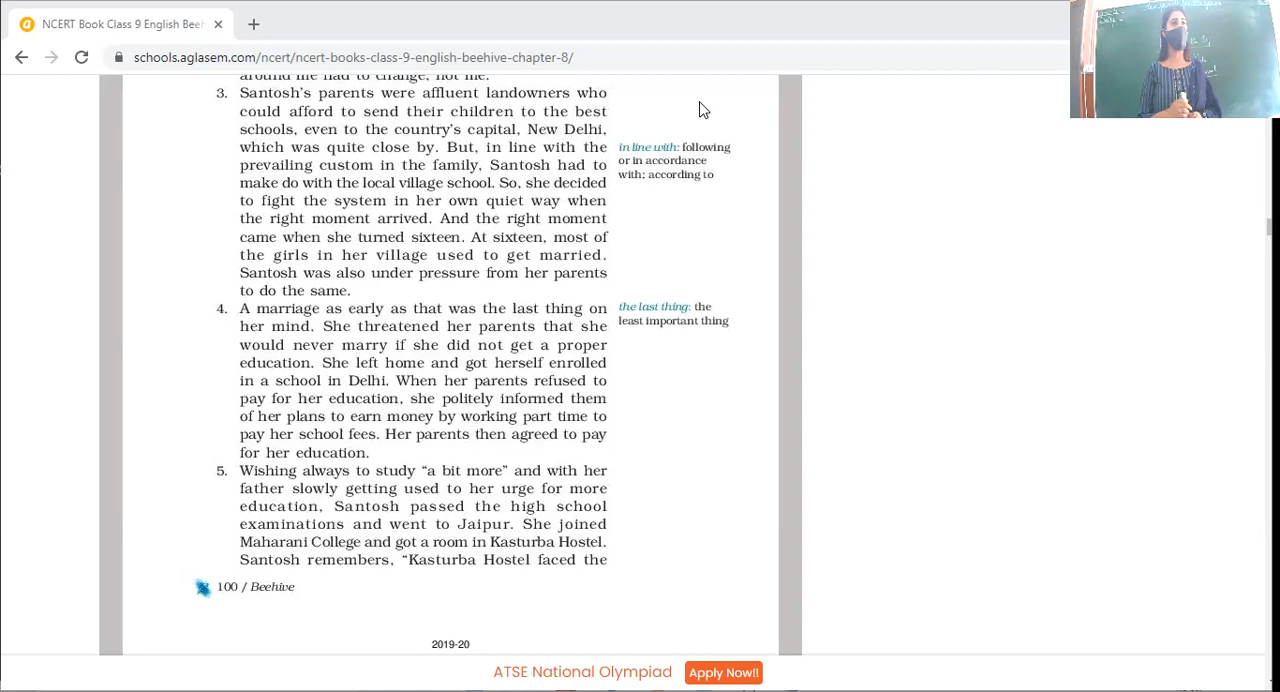 NCERT Book Class 9 English Beeh
schools.aglasem.com/ncert/ncert-books-class-9-english-beehive-chapter-8/
around me had to change, not me.
3. Santosh's parents were affluent landowners who
could afford to send their children to the best
schools, even to the country's capital, New Delhi,
which was quite close by. But, in line with the
prevailing custom in the family, Santosh had to
make do with the local village school. So, she decided
to fight the system in her own quiet way when
the right moment arrived. And the right moment
came when she turned sixteen. At sixteen, most of
the girls in her village used to get married.
Santosh was also under pressure from her parents
to do the same.
in line with: following
or in accordance
with; according to
4. A marriage as early as that was the last thing on
her mind. She threatened her parents that she
would never marry if she did not get a proper
education. She left home and got herself enrolled
in a school in Delhi. When her parents refused to
pay for her education, she politely informed them
of her plans to earn money by working part time to
pay her school fees. Her parents then agreed to pay
for her education.
the last thing: the
least important thing
5. Wishing always to study “a bit more” and with her
father slowly getting used to her urge for more
education, Santosh passed the high school
examinations and went to Jaipur. She joined
Maharani College and got a room in Kasturba Hostel.
Santosh remembers, “Kasturba Hostel faced the
100 / Beehive
2019-20
ATSE National Olympiad Apply Now!!